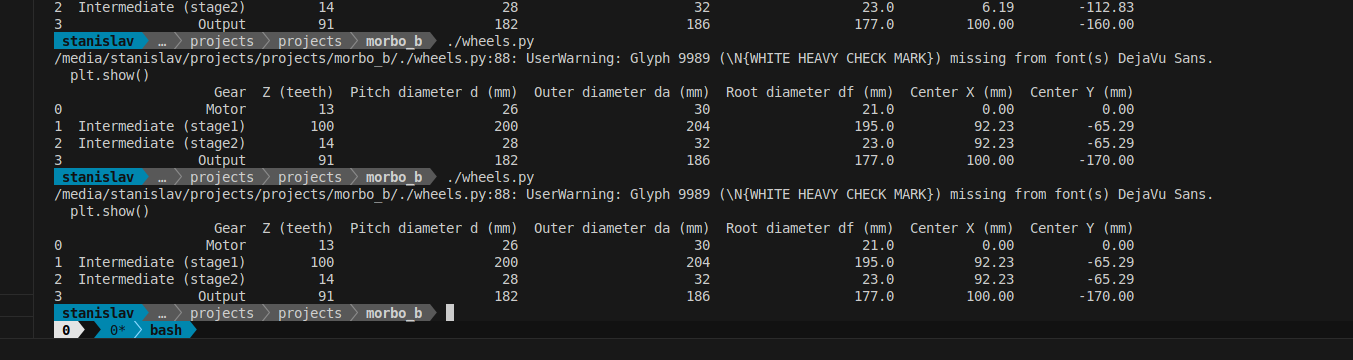 2  Intermediate (stage2)          14                     28                      32                   23.0           6.19        -112.83
3                 Output          91                    182                     186                  177.0         100.00        -160.00
stanislav … projects projects morbo_b ./wheels.py
/media/stanislav/projects/projects/morbo_b/./wheels.py:88: UserWarning: Glyph 9989 (\N{WHITE HEAVY CHECK MARK}) missing from font(s) DejaVu Sans.
  plt.show()
                    Gear  Z (teeth)  Pitch diameter d (mm)  Outer diameter da (mm)  Root diameter df (mm)  Center X (mm)  Center Y (mm)
0                  Motor         13                     26                      30                   21.0           0.00           0.00
1  Intermediate (stage1)        100                    200                     204                  195.0          92.23         -65.29
2  Intermediate (stage2)         14                     28                      32                   23.0          92.23         -65.29
3                 Output         91                    182                     186                  177.0         100.00        -170.00
stanislav … projects projects morbo_b ./wheels.py
/media/stanislav/projects/projects/morbo_b/./wheels.py:88: UserWarning: Glyph 9989 (\N{WHITE HEAVY CHECK MARK}) missing from font(s) DejaVu Sans.
  plt.show()
                    Gear  Z (teeth)  Pitch diameter d (mm)  Outer diameter da (mm)  Root diameter df (mm)  Center X (mm)  Center Y (mm)
0                  Motor         13                     26                      30                   21.0           0.00           0.00
1  Intermediate (stage1)        100                    200                     204                  195.0          92.23         -65.29
2  Intermediate (stage2)         14                     28                      32                   23.0          92.23         -65.29
3                 Output         91                    182                     186                  177.0         100.00        -170.00
stanislav … projects projects morbo_b
0 0* bash